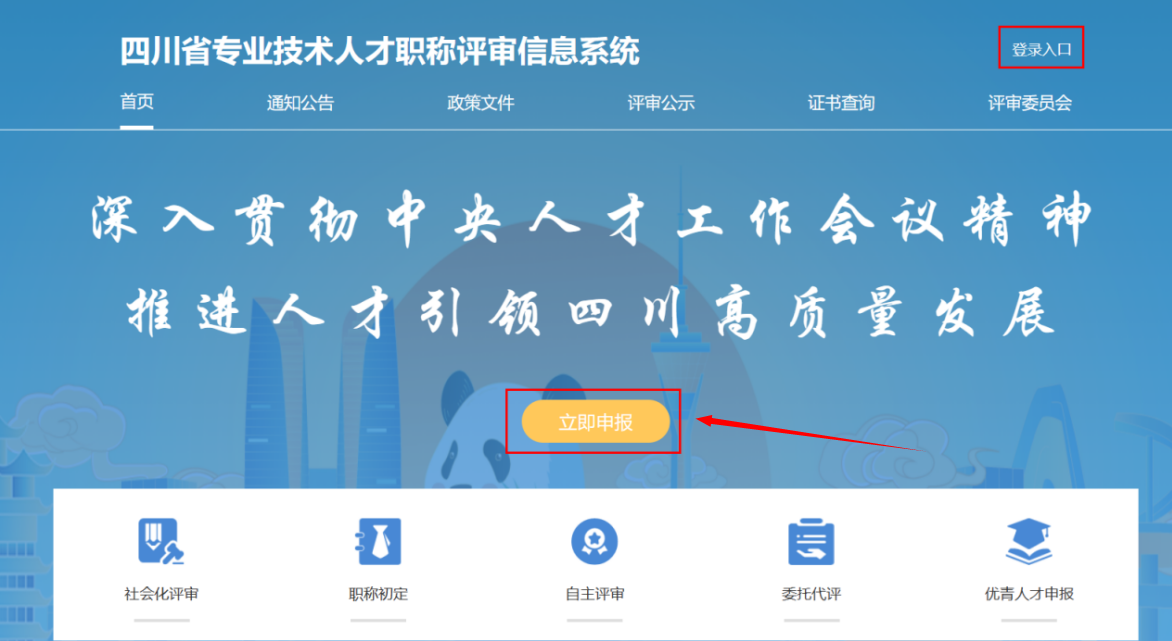 四川省专业技术人才职称评审信息系统
登录入口
首页 通知公告 政策文件 评审公示 证书查询 评审委员会
深入贯彻中央人才工作会议精神
推进人才引领四川高质量发展
立即申报
社会化评审 职称初定 自主评审 委托代评 优青人才申报